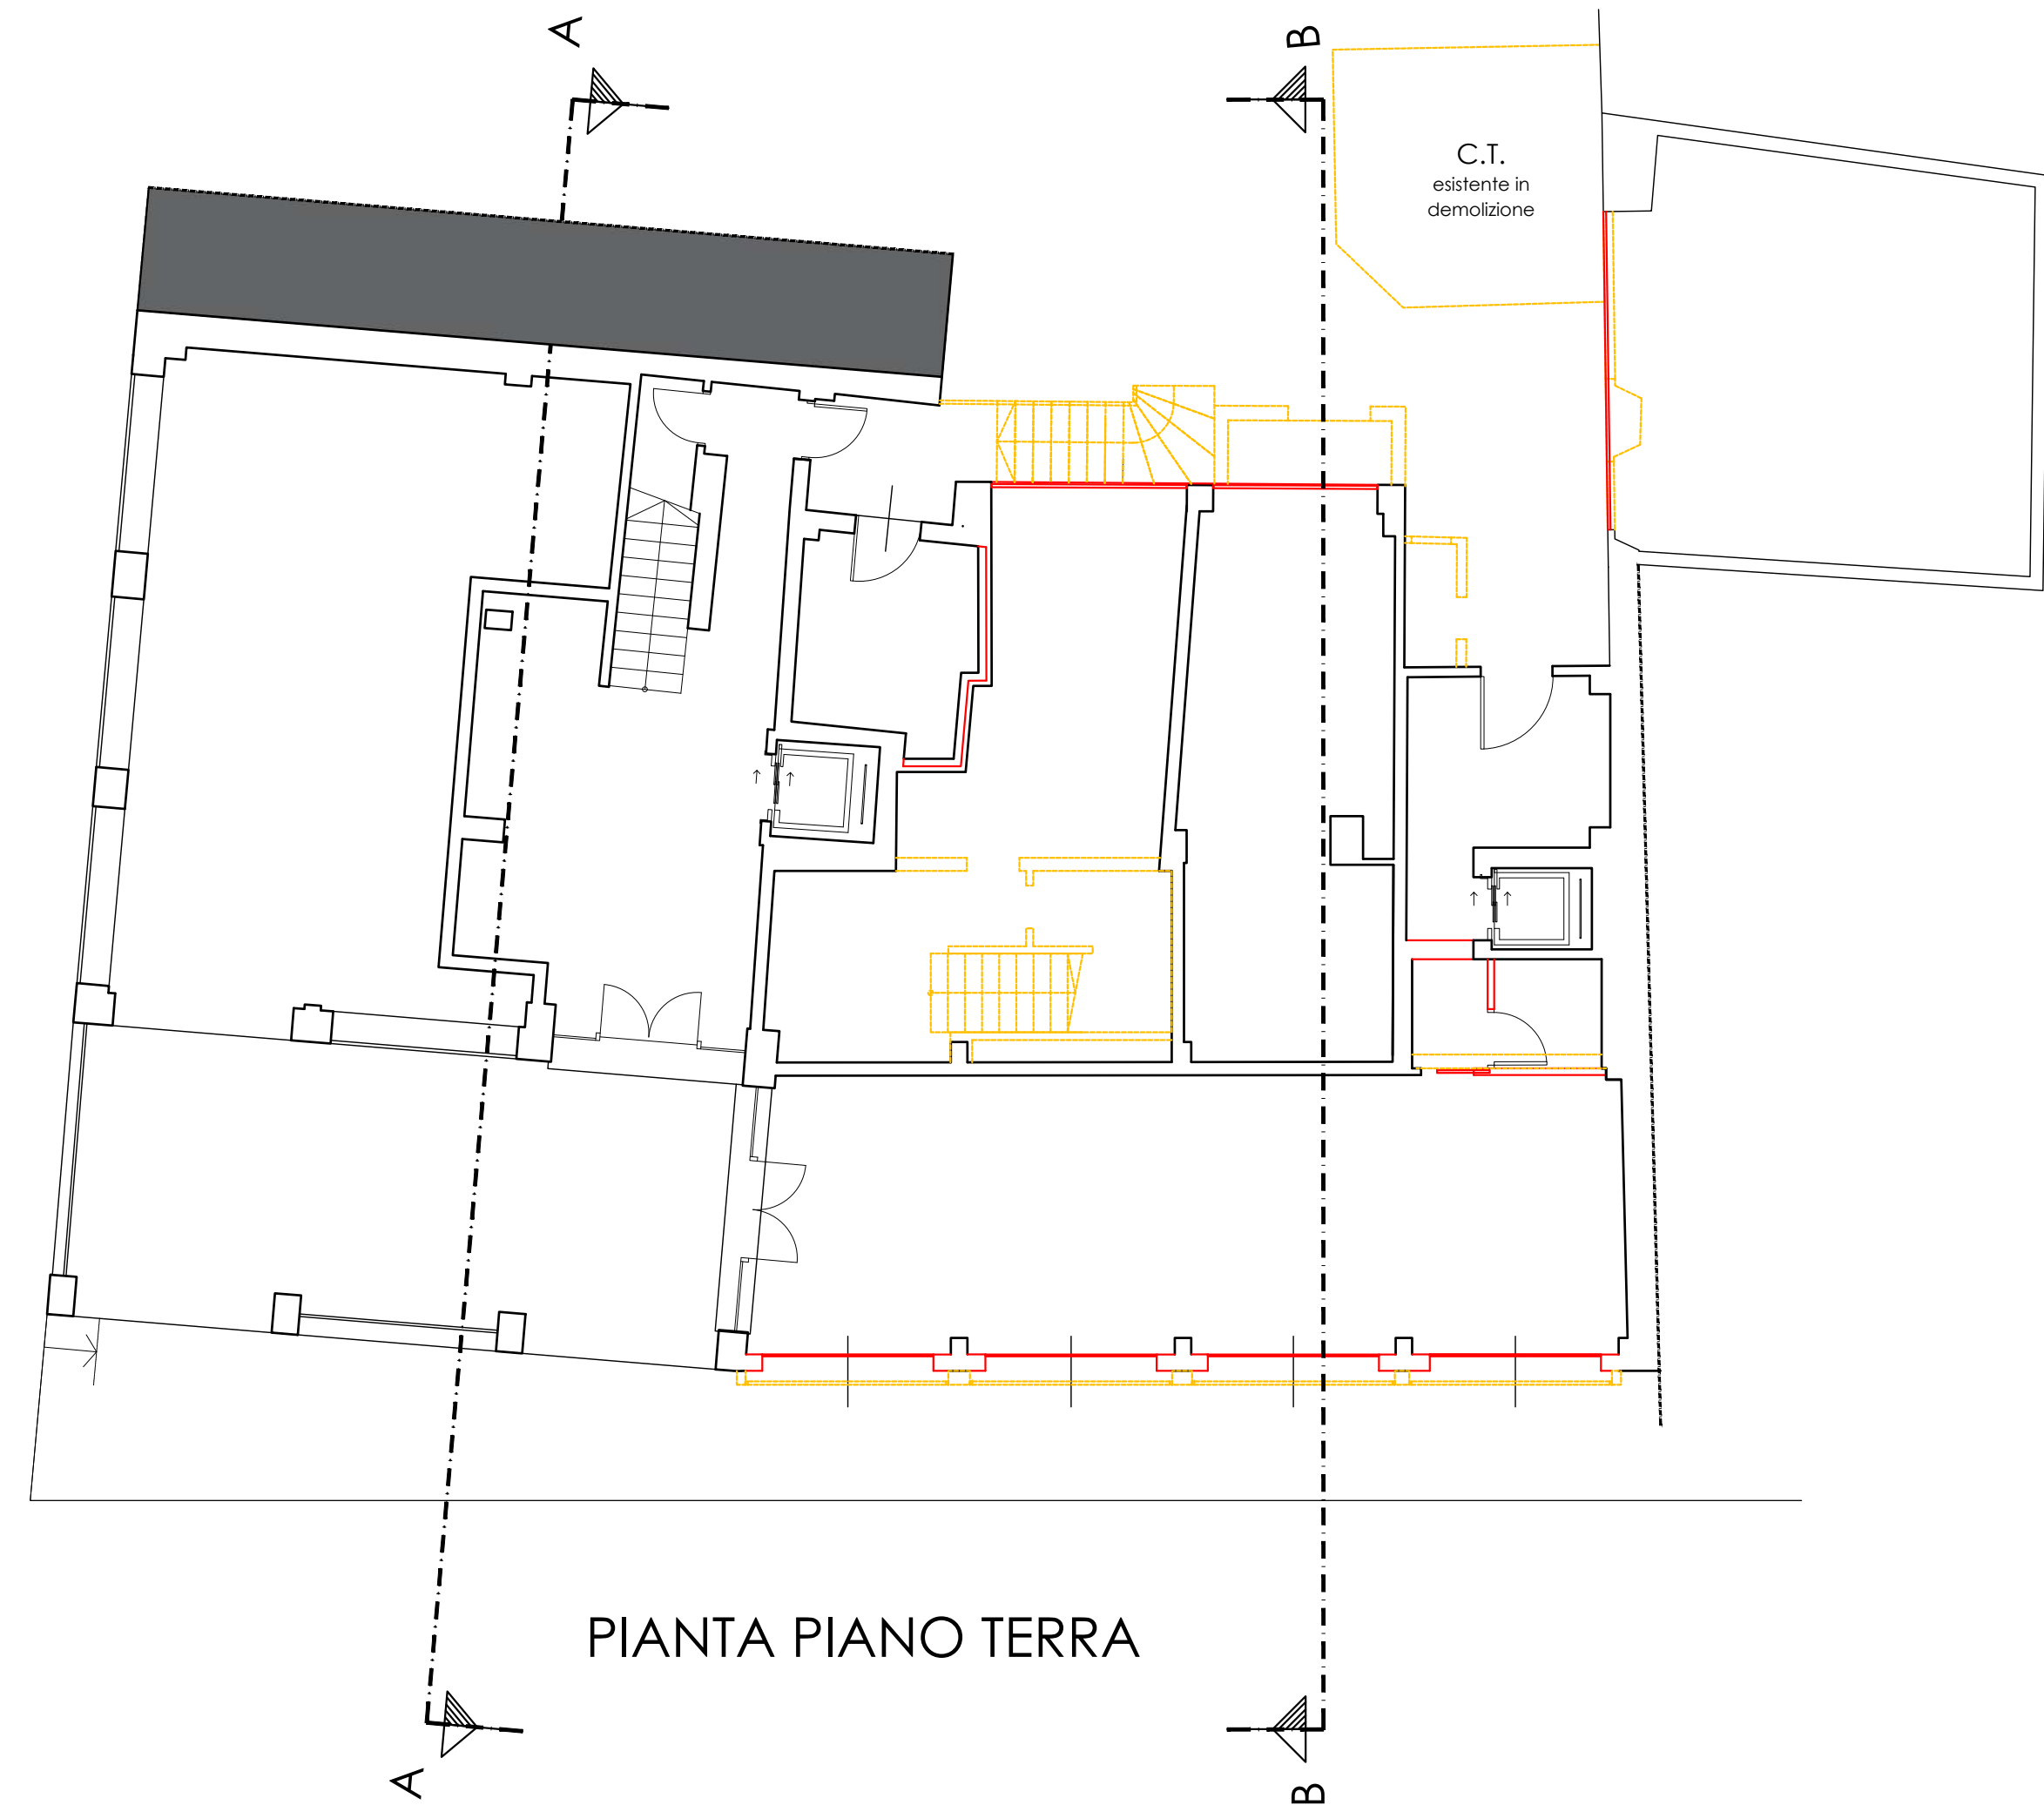 A
B
C.T.
esistente in
demolizione
PIANTA PIANO TERRA
A
B